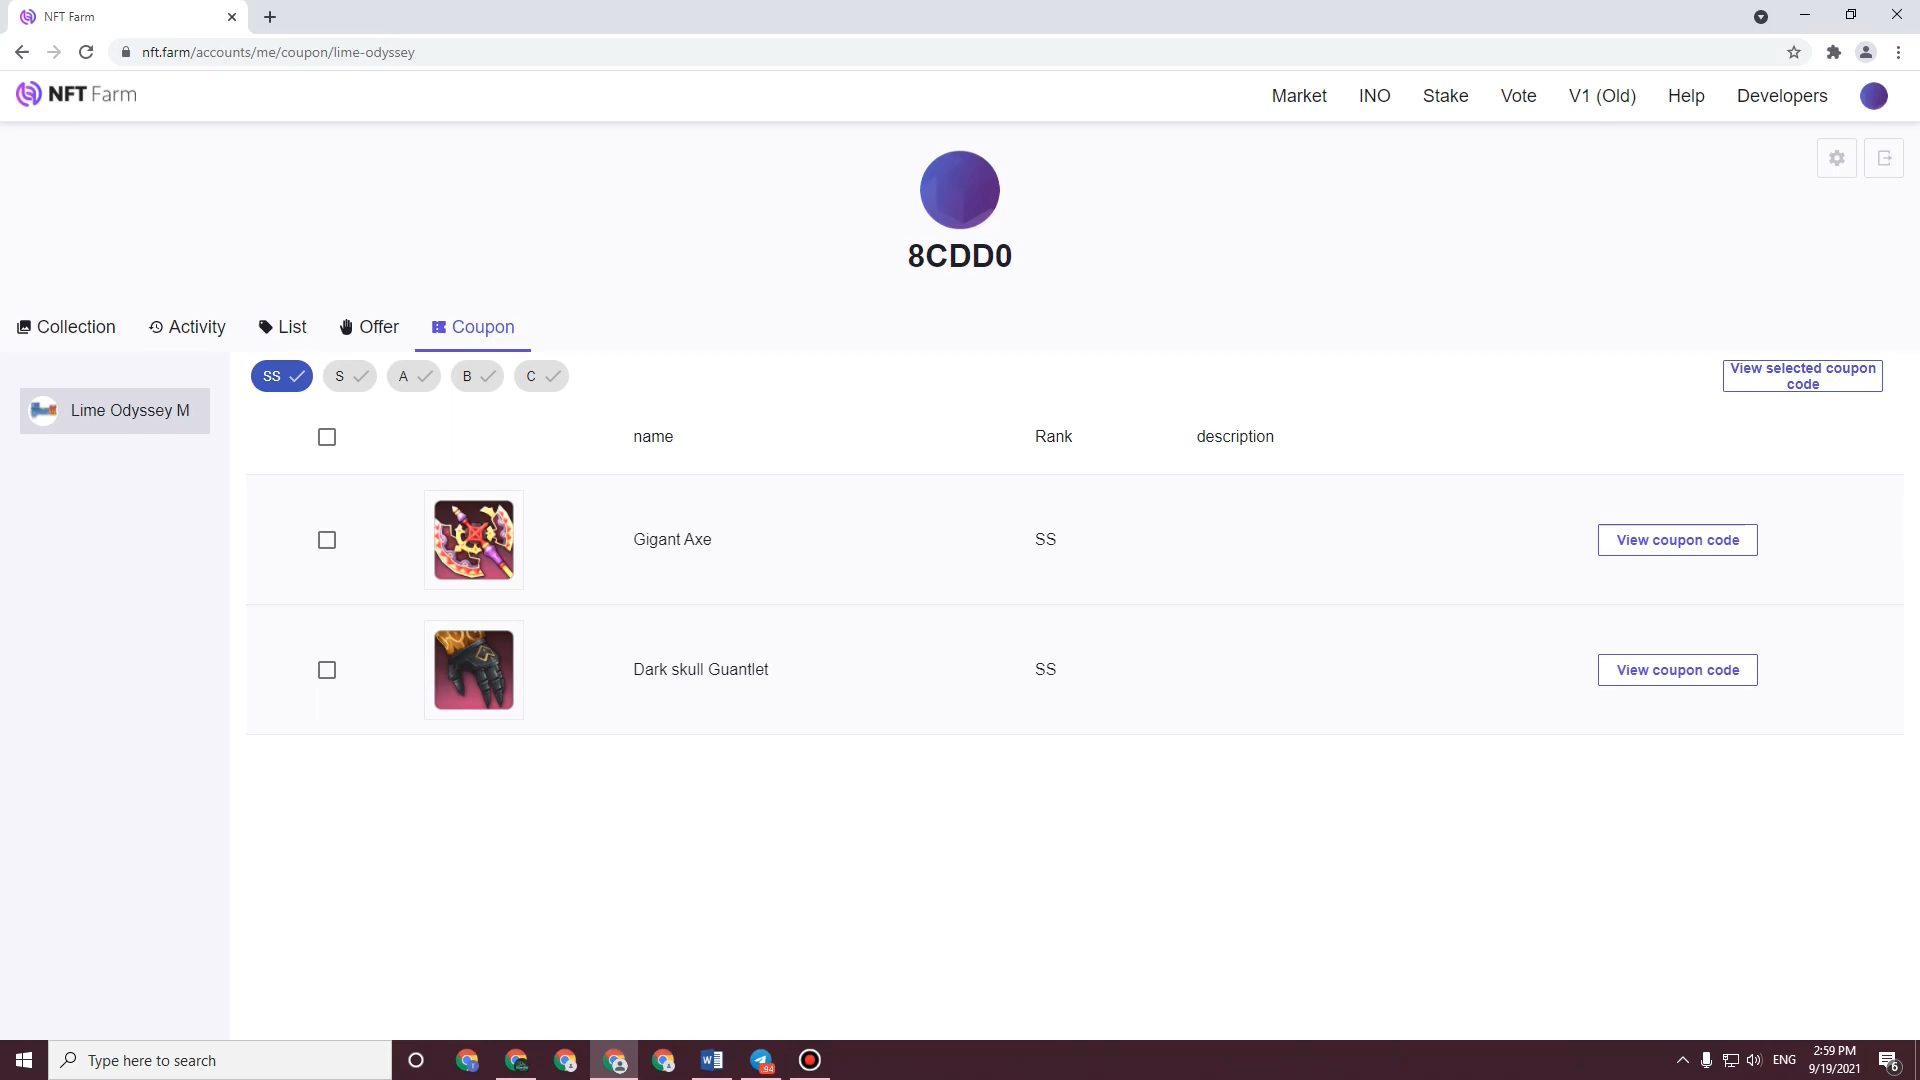 NFT Farm
nft.farm/accounts/me/coupon/lime-odyssey
NFT Farm
Market INO Stake Vote V1 (Old) Help Developers
8CDD0
Collection Activity List Offer Coupon
SS S A B C
View selected coupon
code
Lime Odyssey M
name Rank description
Gigant Axe SS View coupon code
Dark skull Guantlet SS View coupon code
Type here to search
94
ENG
2:59 PM
9/19/2021
6